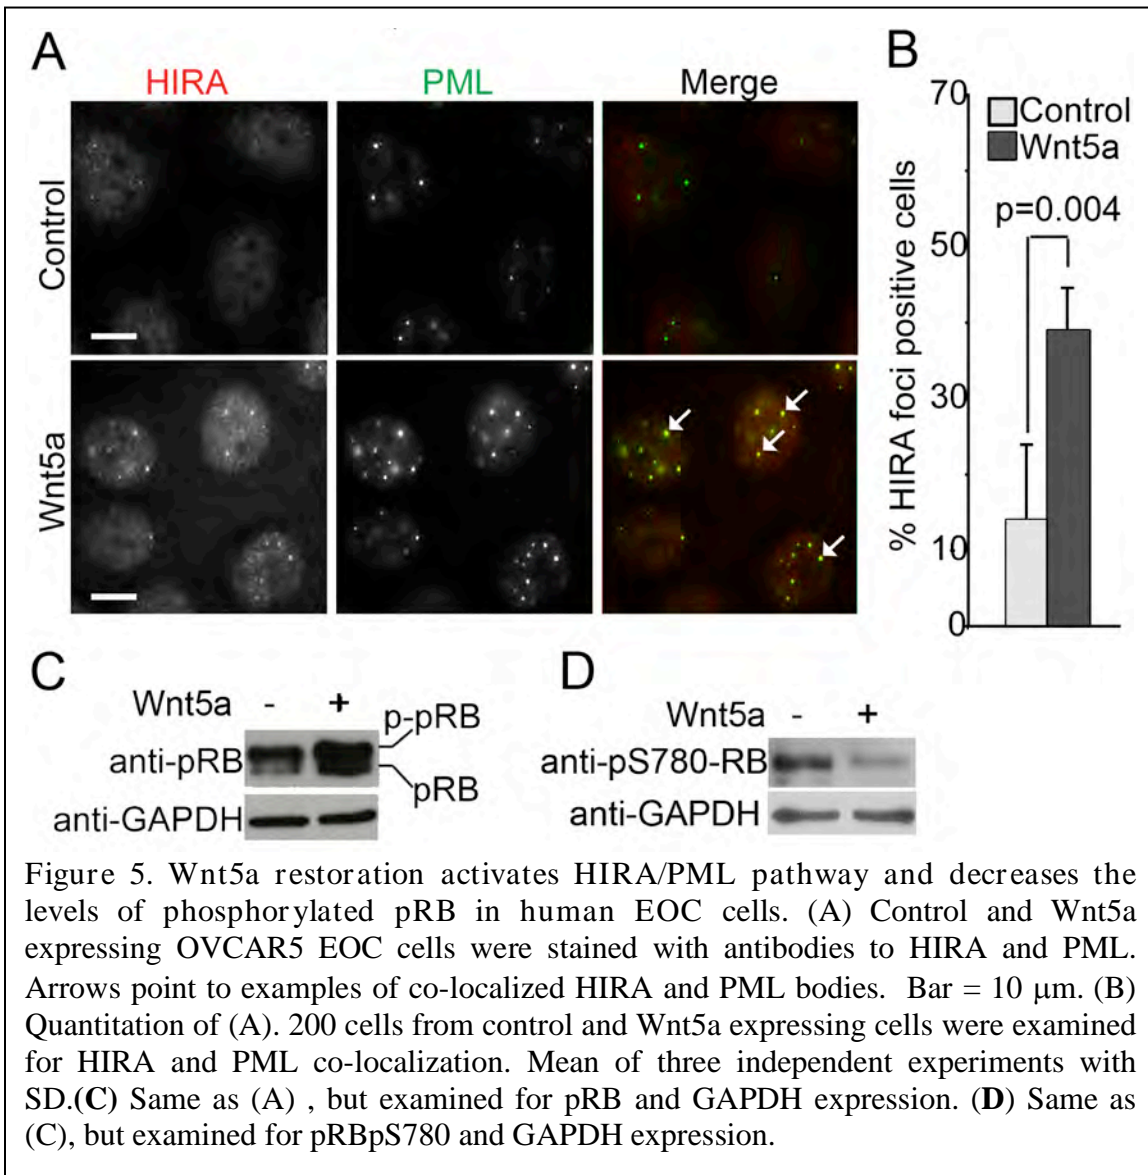 A
HIRA PML Merge
Control
Wnt5a
B
70
50
30
10
0
% HIRA foci positive cells
Control
Wnt5a
p=0.004
C
Wnt5a - +
p-pRB
anti-pRB
pRB
anti-GAPDH
D
Wnt5a - +
anti-pS780-RB
anti-GAPDH
Figure 5. Wnt5a restoration activates HIRA/PML pathway and decreases the
levels of phosphorylated pRB in human EOC cells. (A) Control and Wnt5a
expressing OVCAR5 EOC cells were stained with antibodies to HIRA and PML.
Arrows point to examples of co-localized HIRA and PML bodies. Bar = 10 μm. (B)
Quantitation of (A). 200 cells from control and Wnt5a expressing cells were examined
for HIRA and PML co-localization. Mean of three independent experiments with
SD.(C) Same as (A) , but examined for pRB and GAPDH expression. (D) Same as
(C), but examined for pRBpS780 and GAPDH expression.